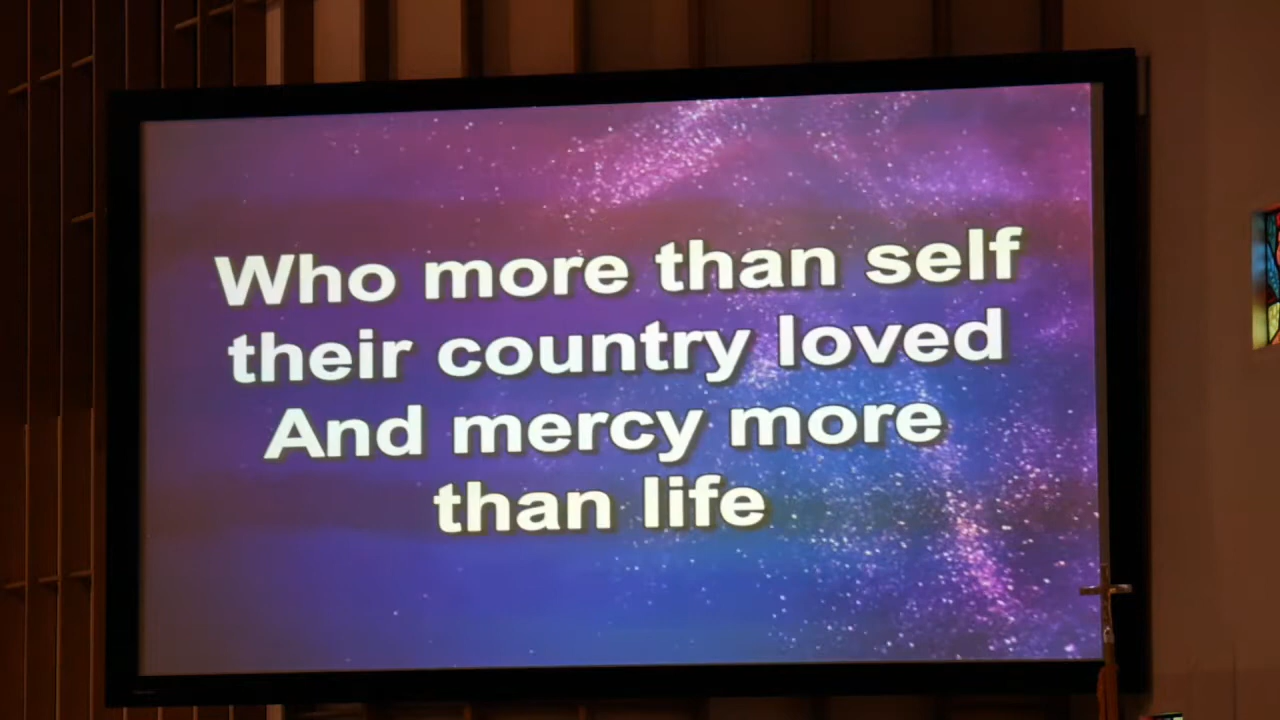 Who more than self
their country loved
And mercy more
than life